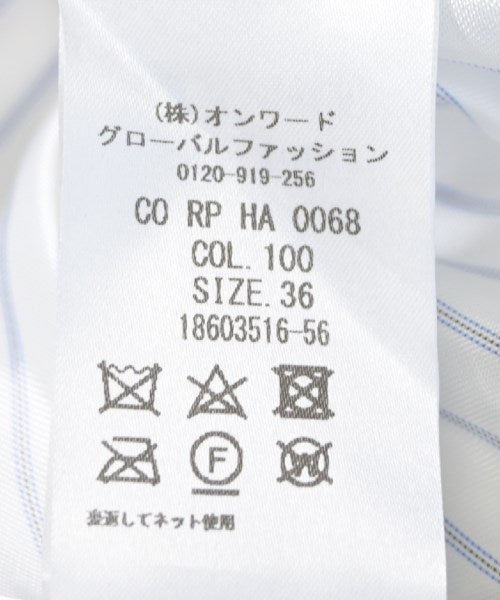 (株)オンワード
グローバルファッション
0120-919-256
CO RP HA 0068
COL. 100
SIZE. 36
18603516-56
F W
裏返してネット使用